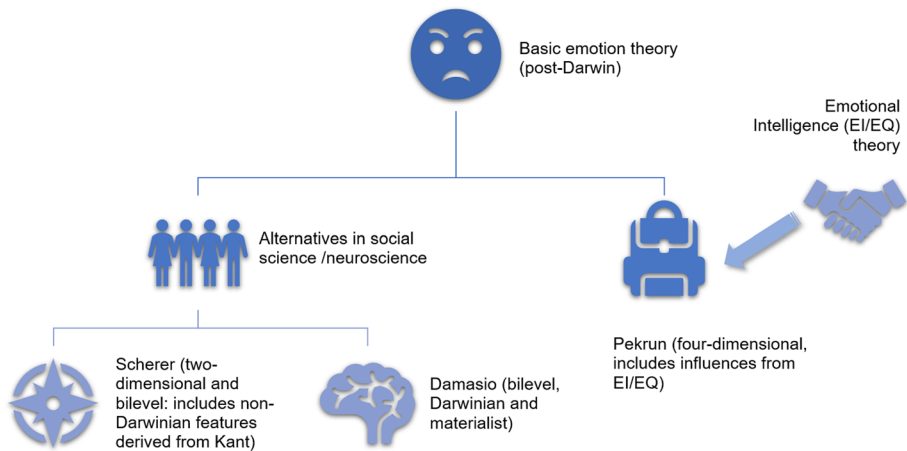 Basic emotion theory
(post-Darwin)
Emotional
Intelligence (EI/EQ)
theory
Alternatives in social
science /neuroscience
Pekrun (four-dimensional,
includes influences from
EI/EQ)
Scherer (two-
dimensional and
bilevel: includes non-
Darwinian features
derived from Kant)
Damasio (bilevel,
Darwinian and
materialist)